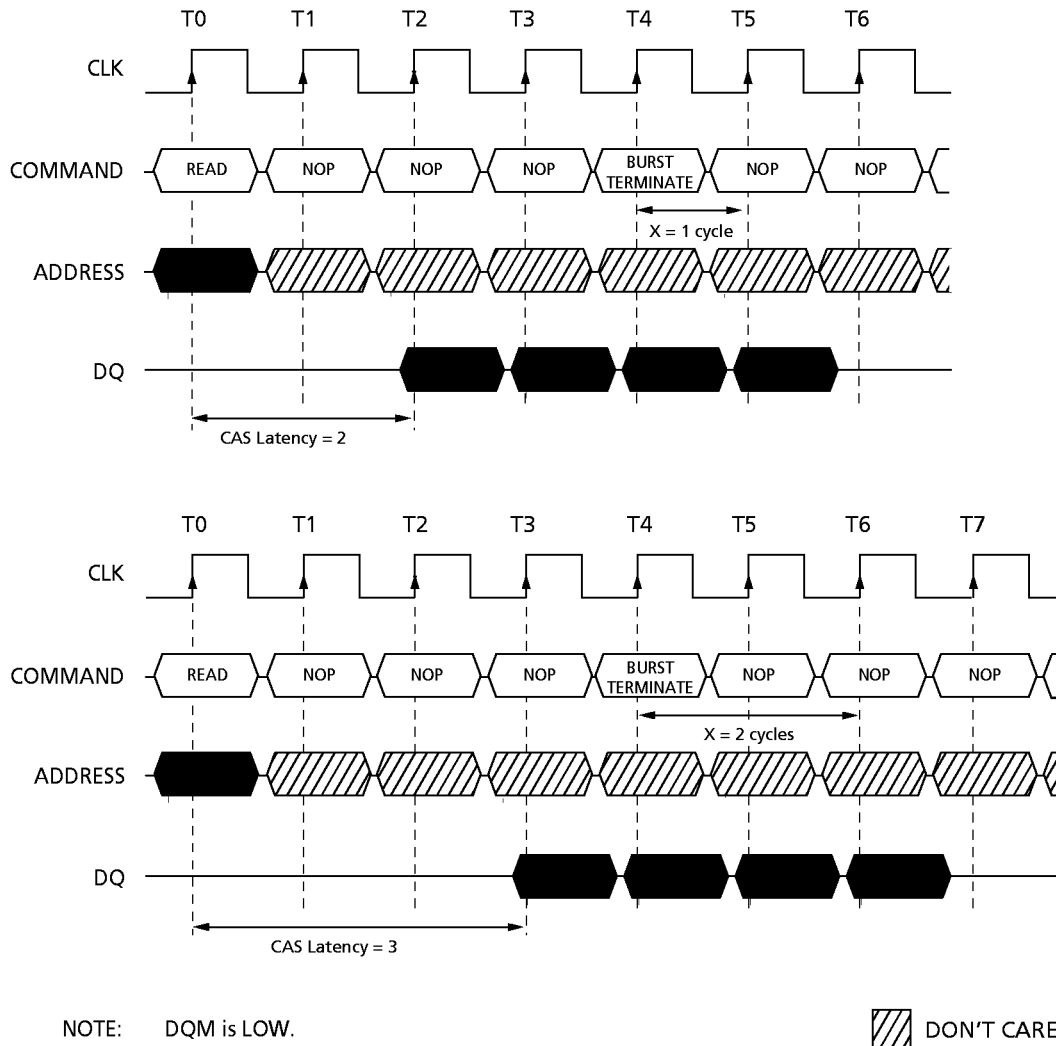 T0 T1 T2 T3 T4 T5 T6
CLK
COMMAND READ NOP NOP NOP BURST TERMINATE NOP NOP
X = 1 cycle
ADDRESS
DQ
CAS Latency = 2
T0 T1 T2 T3 T4 T5 T6 T7
CLK
COMMAND READ NOP NOP NOP BURST TERMINATE NOP NOP NOP
X = 2 cycles
ADDRESS
DQ
CAS Latency = 3
NOTE: DQM is LOW. DON'T CARE